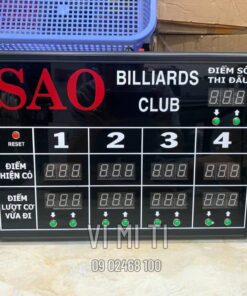 SAO BILLIARDS CLUB
ĐIỂM SỐ
THI ĐẤU
RESET
1 2 3 4
ĐIỂM
HIỆN CÓ
ĐIỂM
LƯỢT CƠ
VỪA ĐI
VI MI TI
09 02468 100